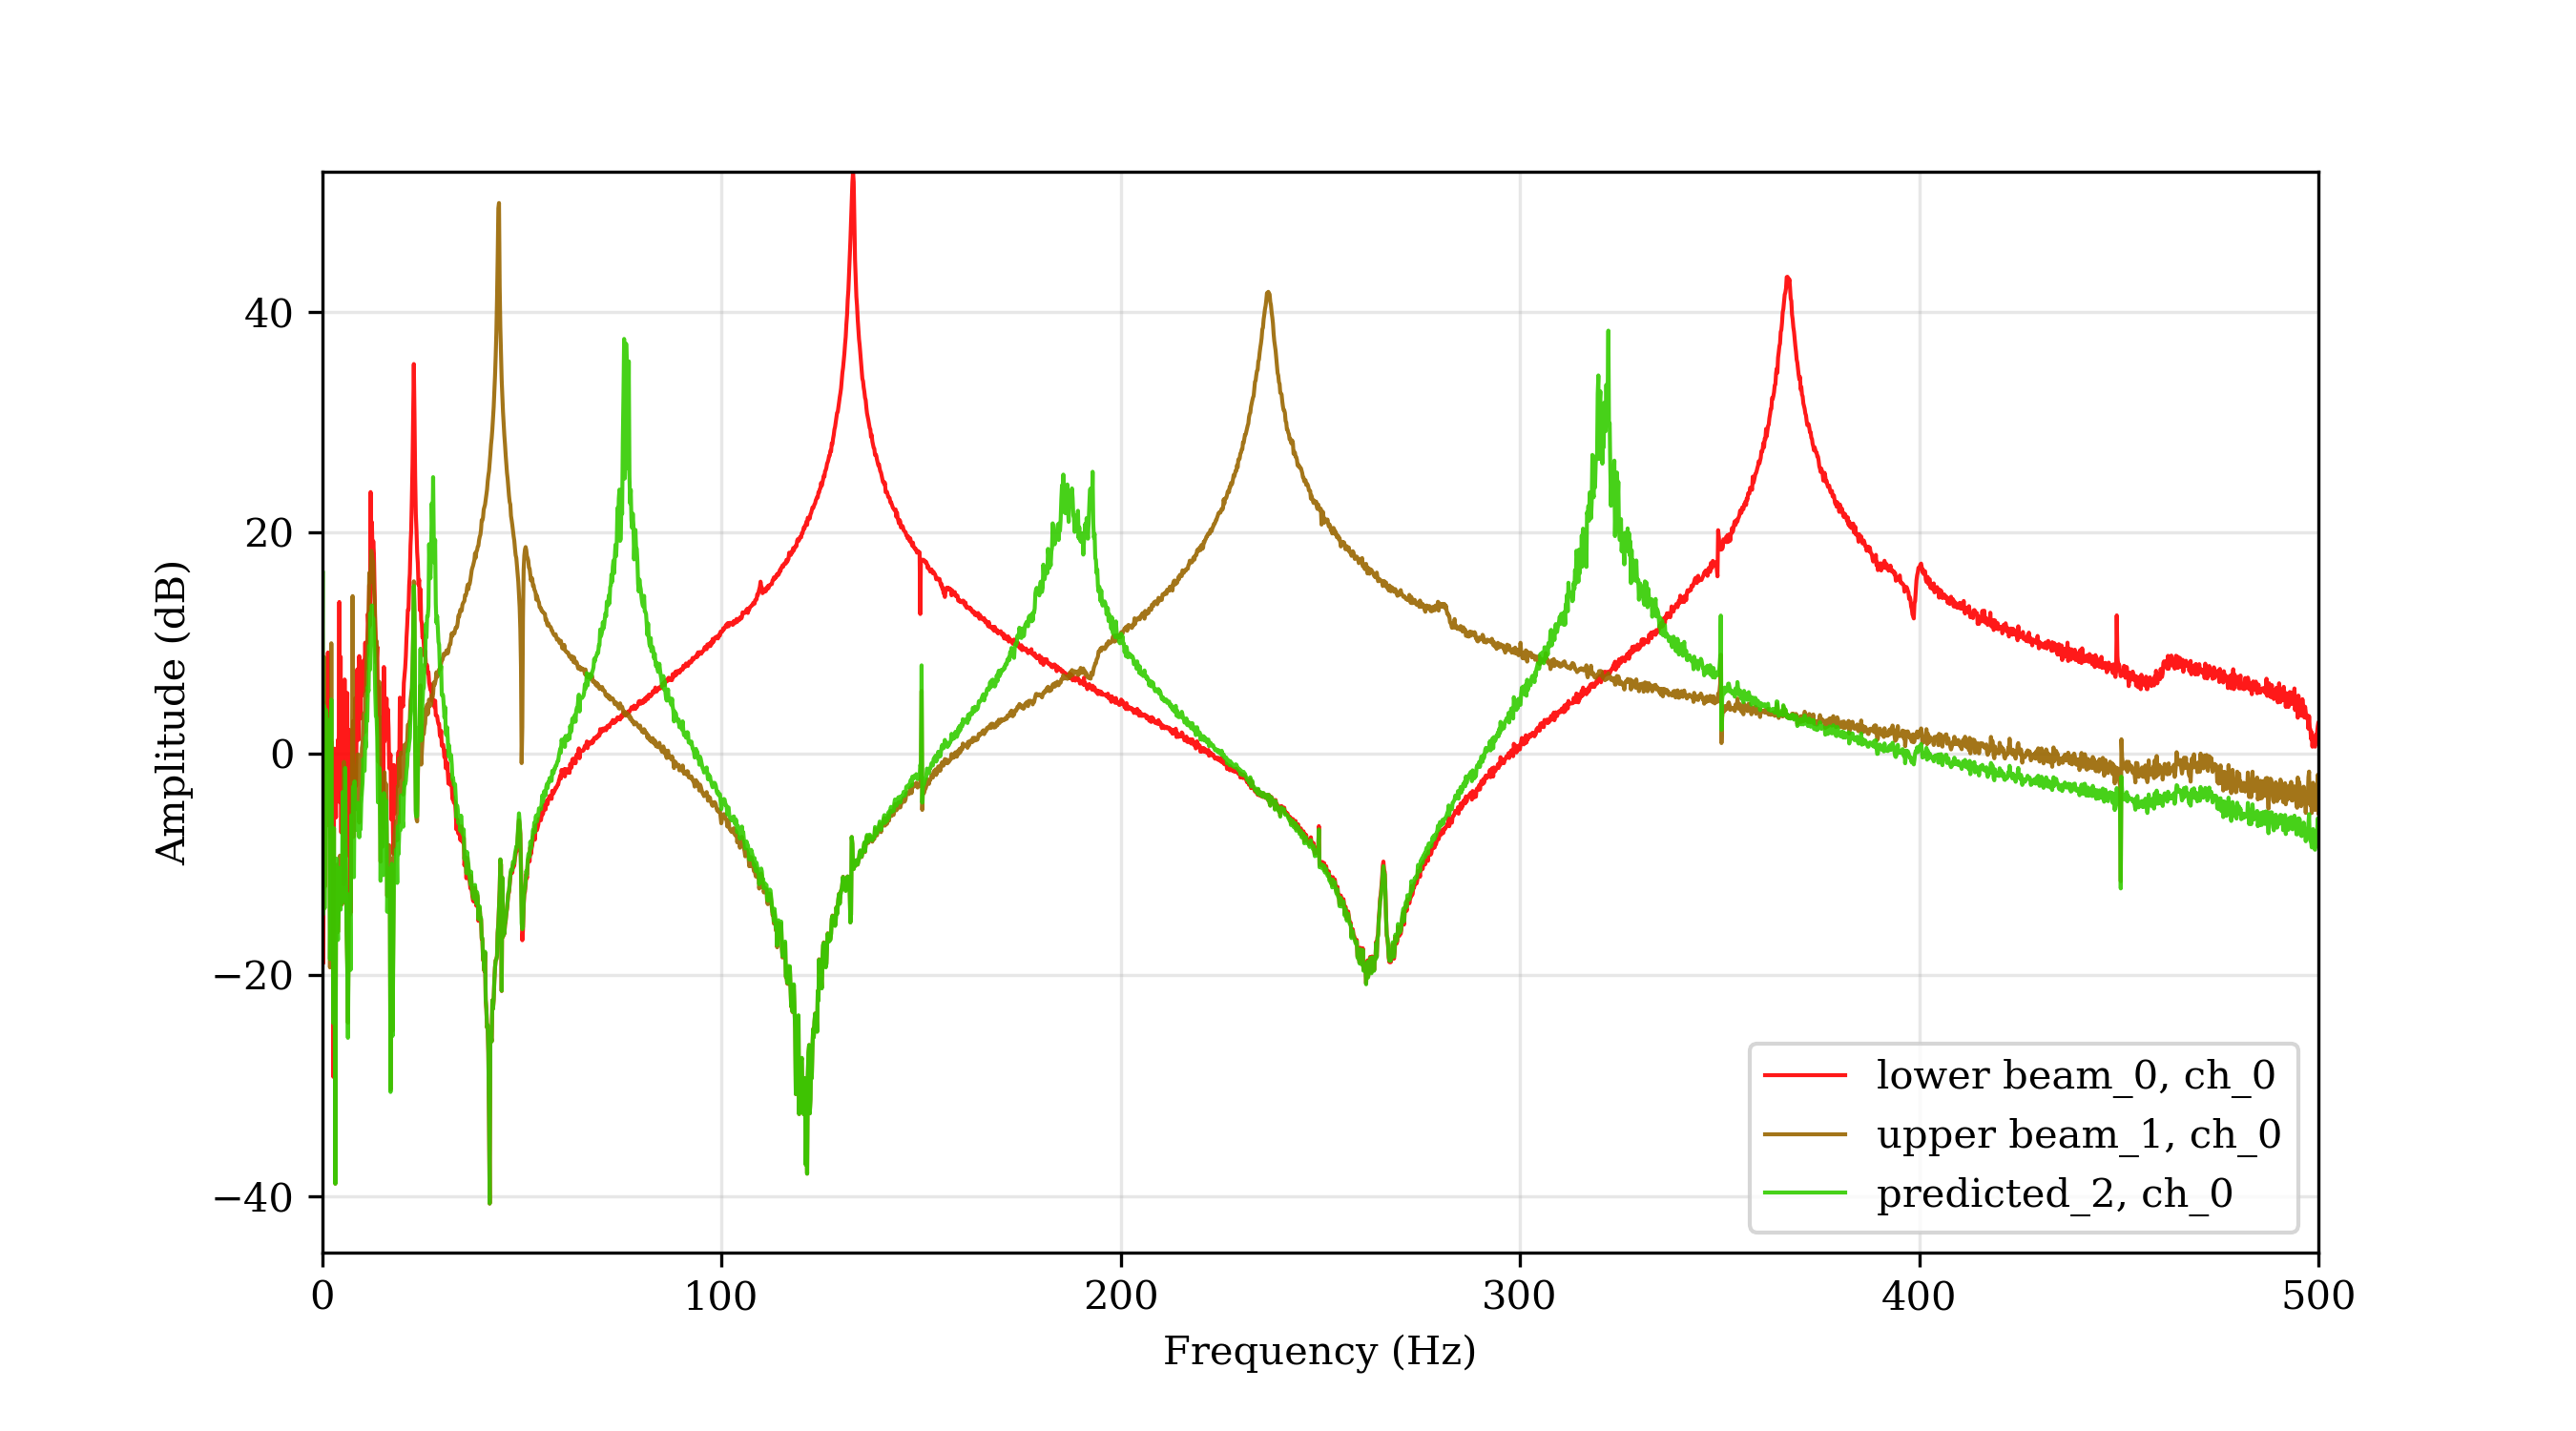 40
20
0
−20
−40
Amplitude (dB)
0 100 200 300 400 500
Frequency (Hz)
lower beam_0, ch_0
upper beam_1, ch_0
predicted_2, ch_0